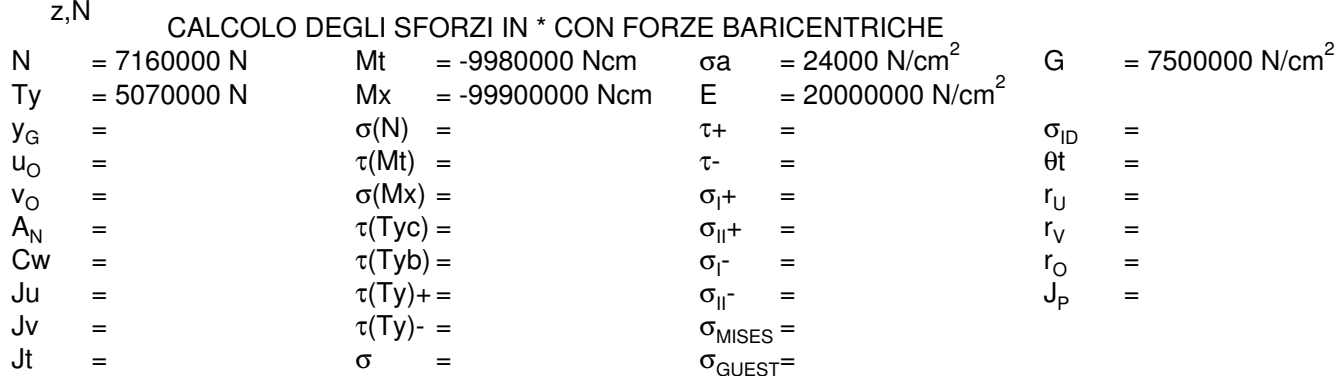 z,N
CALCOLO DEGLI SFORZI IN * CON FORZE BARICENTRICHE
N = 7160000 N Mt = -9980000 Ncm σa = 24000 N/cm² G = 7500000 N/cm²
Ty = 5070000 N Mx = -99900000 Ncm E = 20000000 N/cm²
y_G = σ(N) = τ+ = σ_ID =
u_O = τ(Mt) = τ- = θt =
v_O = σ(Mx) = σ_I+ = r_U =
A_N = τ(Tyc) = σ_II+ = r_V =
Cw = τ(Tyb) = σ_I- = r_O =
Ju = τ(Ty)+ = σ_II- = J_P =
Jv = τ(Ty)- = σ_MISES =
Jt = σ = σ_GUEST=